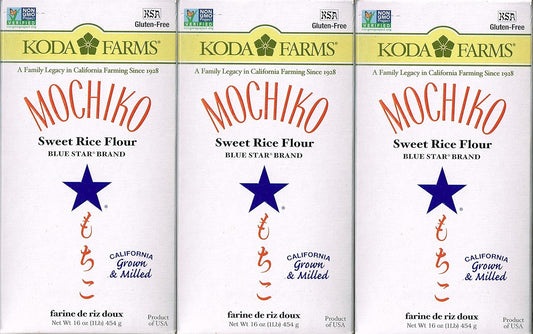 NON GMO Project VERIFIED
RSA
Gluten-Free
KODA FARMS®
A Family Legacy in California Farming Since 1928
MOCHIKO
Sweet Rice Flour
BLUE STAR® BRAND
®
もちこ
CALIFORNIA
Grown
& Milled
farine de riz doux
Net Wt 16 oz (1Lb) 454 g
Product
of USA
NON GMO Project VERIFIED
RSA
Gluten-Free
KODA FARMS®
A Family Legacy in California Farming Since 1928
MOCHIKO
Sweet Rice Flour
BLUE STAR® BRAND
®
もちこ
CALIFORNIA
Grown
& Milled
farine de riz doux
Net Wt 16 oz (1Lb) 454 g
Product
of USA
NON GMO Project VERIFIED
RSA
Gluten-Free
KODA FARMS®
A Family Legacy in California Farming Since 1928
MOCHIKO
Sweet Rice Flour
BLUE STAR® BRAND
®
もちこ
CALIFORNIA
Grown
& Milled
farine de riz doux
Net Wt 16 oz (1Lb) 454 g
Product
of USA